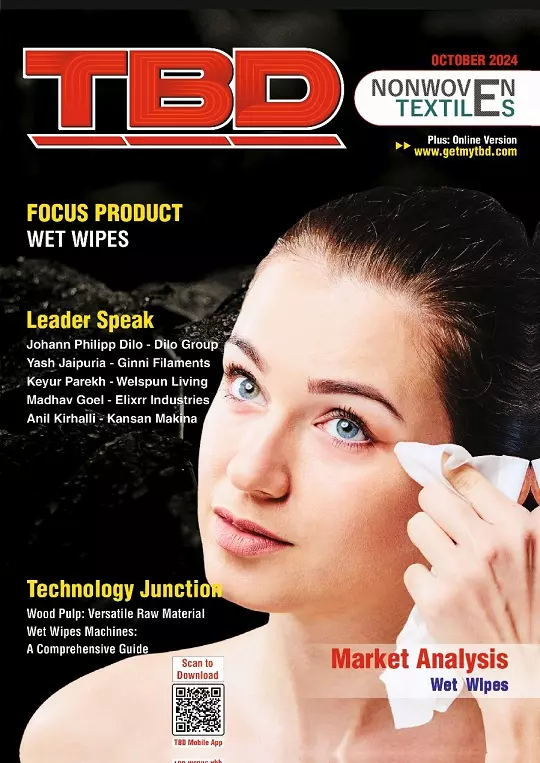 TBD
OCTOBER 2024
NONWOVEN
TEXTILES
Plus: Online Version
www.getmytbd.com
FOCUS PRODUCT
WET WIPES
Leader Speak
Johann Philipp Dilo - Dilo Group
Yash Jaipuria - Ginni Filaments
Keyur Parekh - Welspun Living
Madhav Goel - Elixrr Industries
Anil Kirhalli - Kansan Makina
Technology Junction
Wood Pulp: Versatile Raw Material
Wet Wipes Machines:
A Comprehensive Guide
Scan to
Download
TBD Mobile App
Market Analysis
Wet Wipes